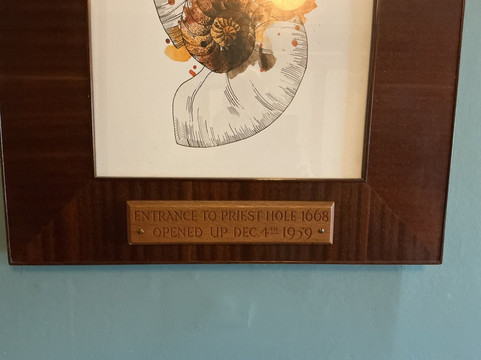 ENTRANCE TO PRIEST HOLE 1668
OPENED UP DEC. 4TH 1959